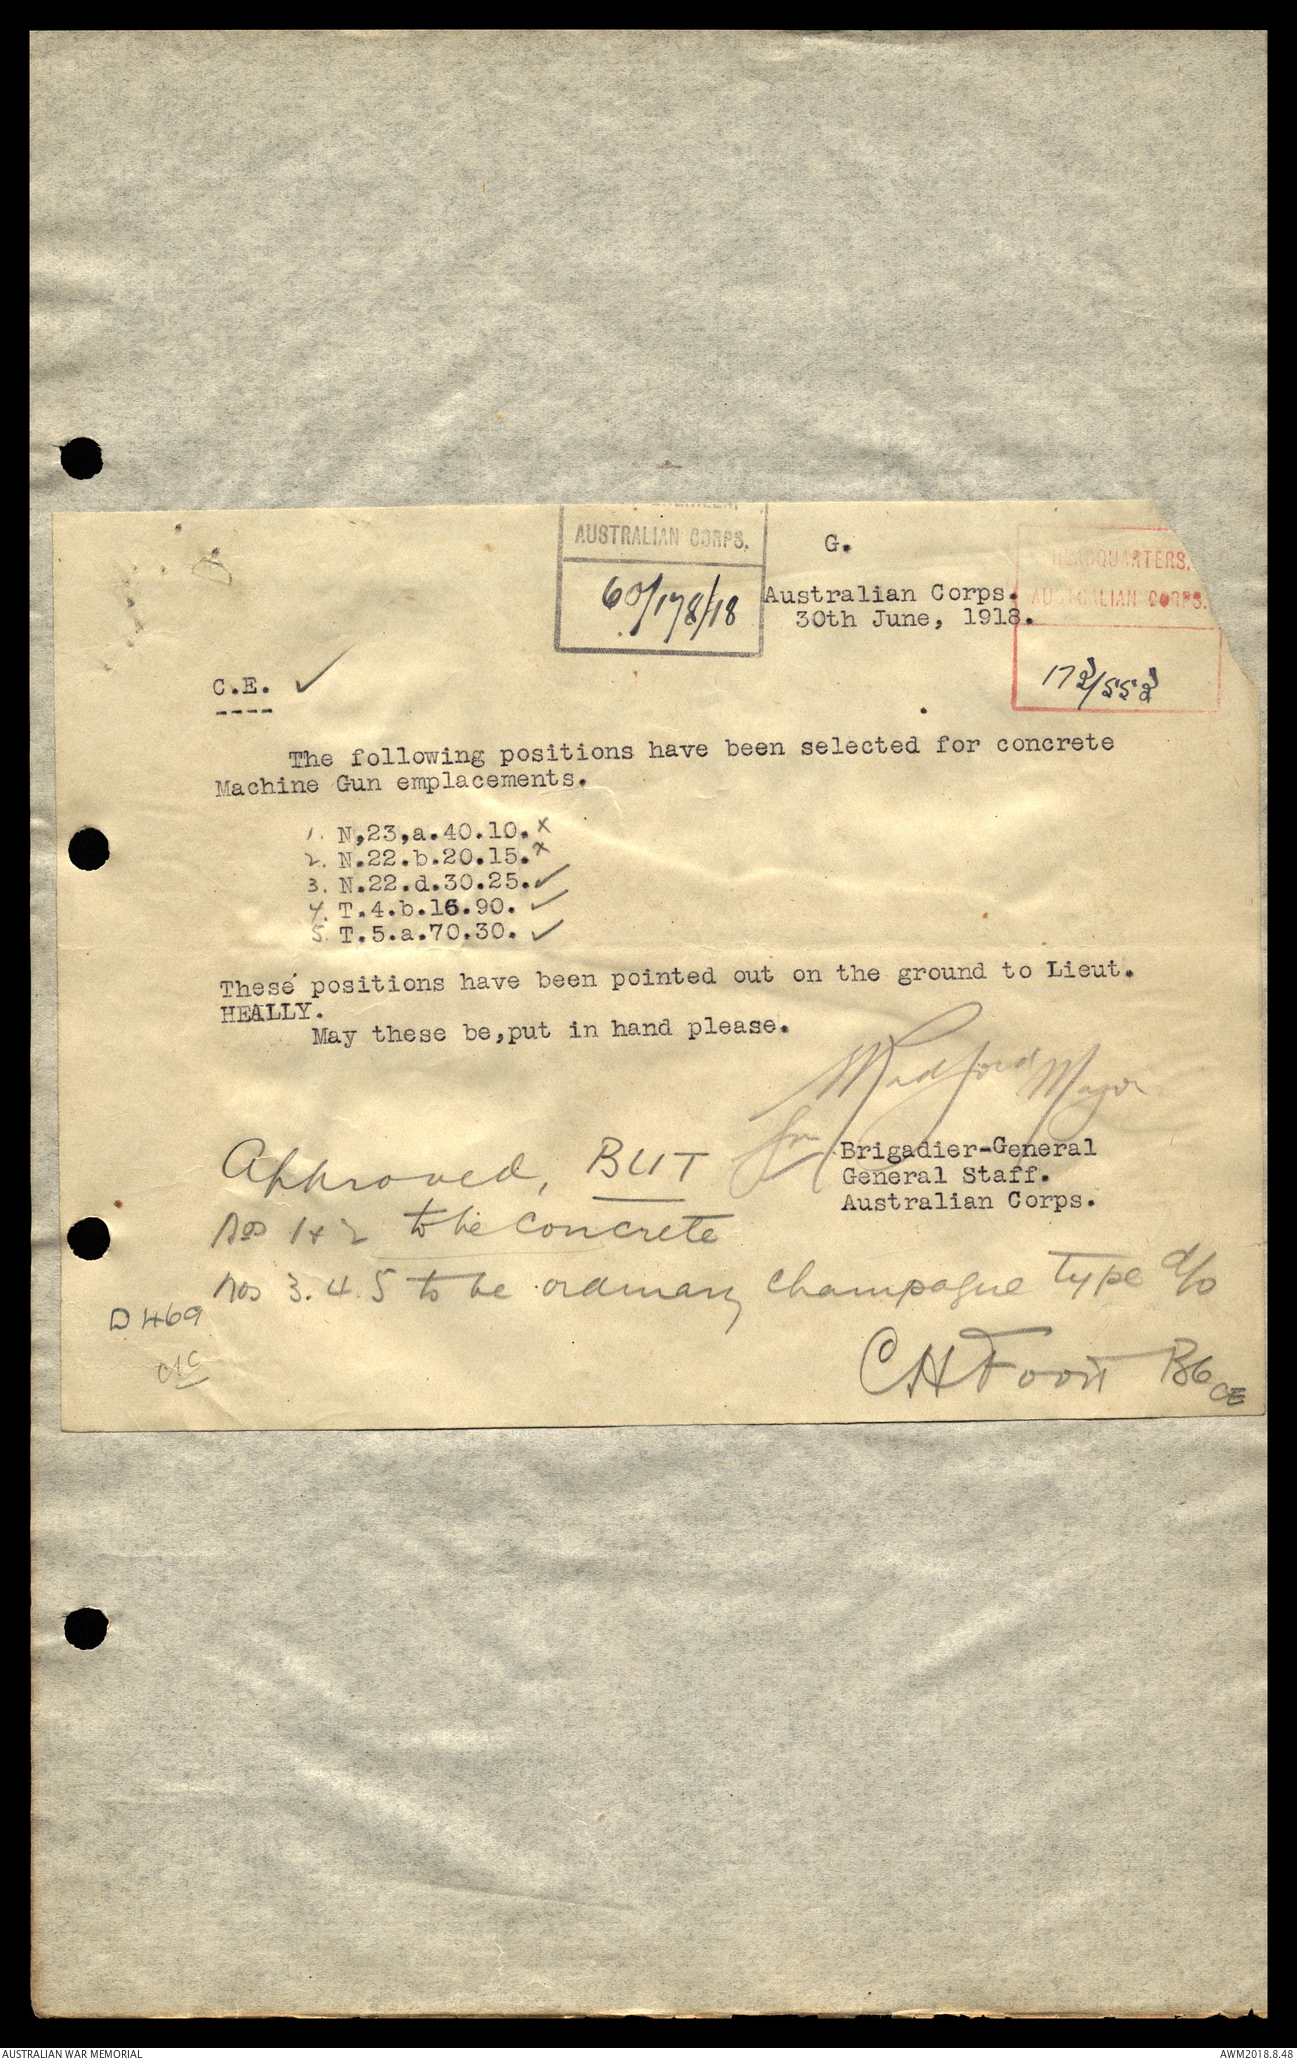 AUSTRALIAN CORPS.
60/178/18
G.
Australian Corps.
30th June, 1918.
HEADQUARTERS,
AUSTRALIAN CORPS.
172/552
C.E. ✓
----
The following positions have been selected for concrete
Machine Gun emplacements.
1. N,23,a.40.10. x
2. N.22.b.20.15. x
3. N.22.d.30.25. ✓
4. T.4.b.16.90. ✓
5. T.5.a.70.30. ✓
These positions have been pointed out on the ground to Lieut.
HEALLY.
May these be,put in hand please.
Major
for Brigadier-General
General Staff.
Australian Corps.
Approved, BUT
Nos 1 + 2 to be concrete
Nos 3.4.5 to be ordinary champagne type d/o
D 469
CH Foott BG
CE
AUSTRALIAN WAR MEMORIAL
AWM2018.8.48